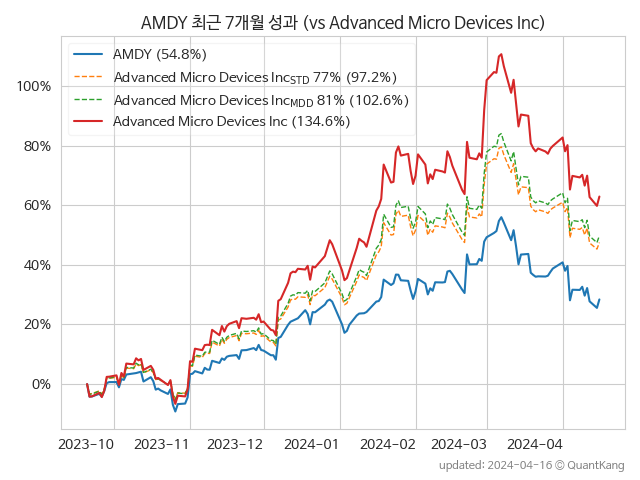 AMDY 최근 7개월 성과 (vs Advanced Micro Devices Inc)
AMDY (54.8%)
Advanced Micro Devices IncSTD 77% (97.2%)
Advanced Micro Devices IncMDD 81% (102.6%)
Advanced Micro Devices Inc (134.6%)
100%
80%
60%
40%
20%
0%
2023-10 2023-11 2023-12 2024-01 2024-02 2024-03 2024-04
updated: 2024-04-16 © QuantKang